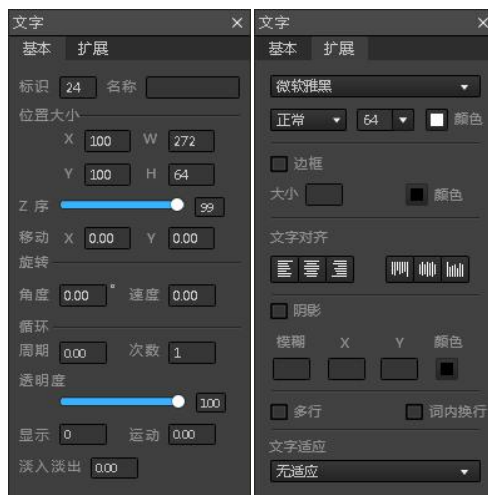 文字 ×
基本 扩展
标识 24 名称
位置大小
X 100 W 272
Y 100 H 64
Z 序 99
移动 X 0.00 Y 0.00
旋转
角度 0.00 ° 速度 0.00
循环
周期 0.00 次数 1
透明度
100
显示 0 运动 0.00
淡入淡出 0.00
文字 ×
基本 扩展
微软雅黑
正常 64 颜色
边框
大小 颜色
文字对齐
阴影
模糊 X Y 颜色
多行 词内换行
文字适应
无适应